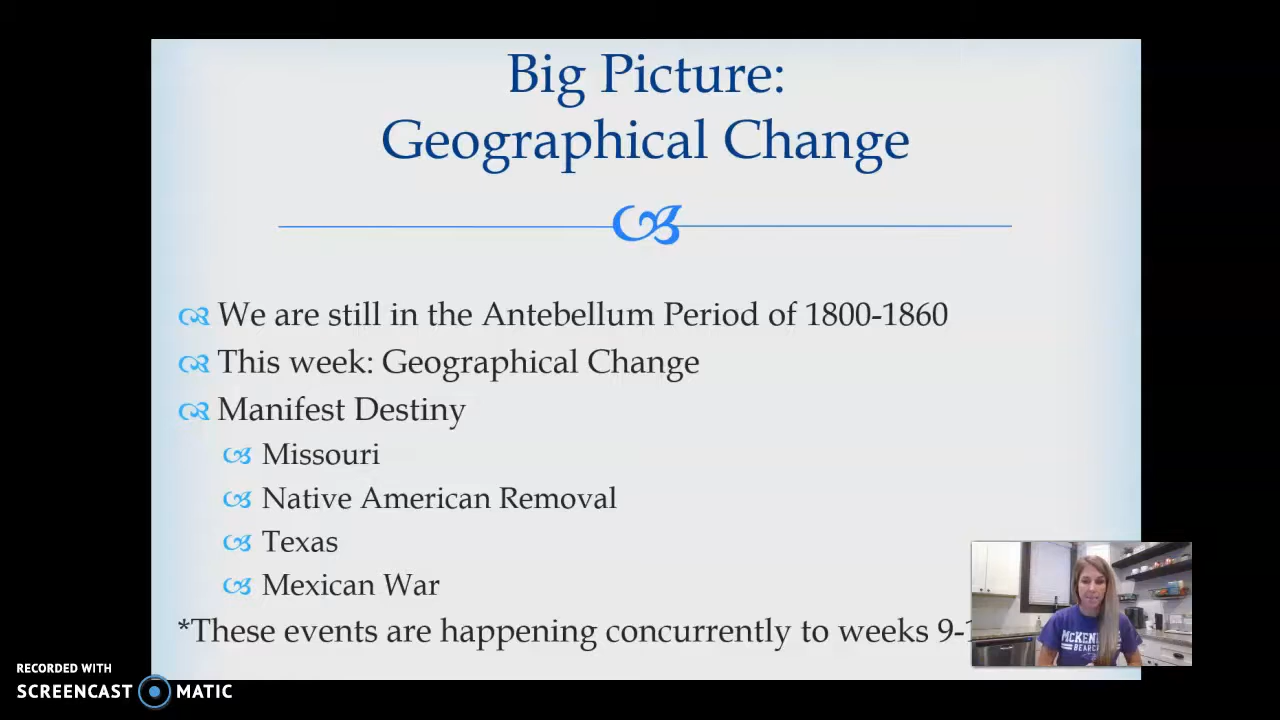 Big Picture:
Geographical Change
We are still in the Antebellum Period of 1800-1860
This week: Geographical Change
Manifest Destiny
Missouri
Native American Removal
Texas
Mexican War
*These events are happening concurrently to weeks 9-
RECORDED WITH
SCREENCAST MATIC